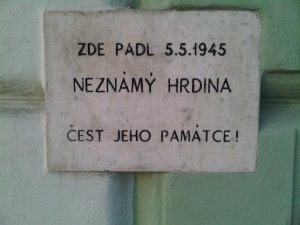 ZDE PADL 5.5.1945
NEZNÁMÝ HRDINA
ČEST JEHO PAMÁTCE!